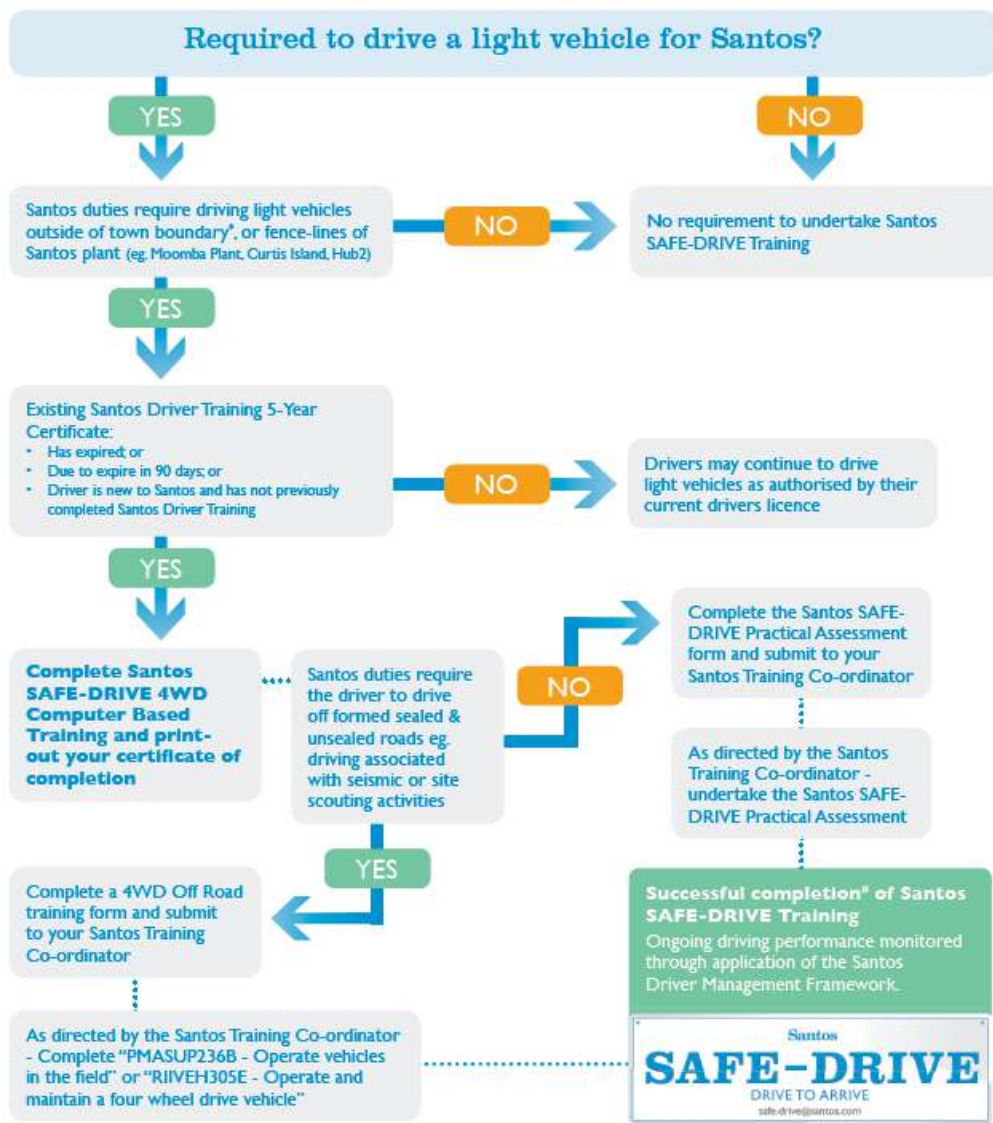 Required to drive a light vehicle for Santos?
YES
NO
Santos duties require driving light vehicles
outside of town boundary*, or fence-lines of
Santos plant (eg. Moomba Plant, Curtis Island, Hub2)
NO
No requirement to undertake Santos
SAFE-DRIVE Training
YES
Existing Santos Driver Training 5-Year
Certificate:
• Has expired; or
• Due to expire in 90 days; or
• Driver is new to Santos and has not previously
completed Santos Driver Training
NO
Drivers may continue to drive
light vehicles as authorised by their
current drivers licence
YES
Complete Santos
SAFE-DRIVE 4WD
Computer Based
Training and print-
out your certificate of
completion
Santos duties require
the driver to drive
off formed sealed &
unsealed roads eg.
driving associated
with seismic or site
scouting activities
NO
Complete the Santos SAFE-
DRIVE Practical Assessment
form and submit to your
Santos Training Co-ordinator
As directed by the Santos
Training Co-ordinator -
undertake the Santos SAFE-
DRIVE Practical Assessment
YES
Complete a 4WD Off Road
training form and submit
to your Santos Training
Co-ordinator
As directed by the Santos Training Co-ordinator
- Complete "PMASUP236B - Operate vehicles
in the field" or "RIIVEH305E - Operate and
maintain a four wheel drive vehicle"
Successful completion# of Santos
SAFE-DRIVE Training
Ongoing driving performance monitored
through application of the Santos
Driver Management Framework.
Santos
SAFE-DRIVE
DRIVE TO ARRIVE
safe.drive@santos.com